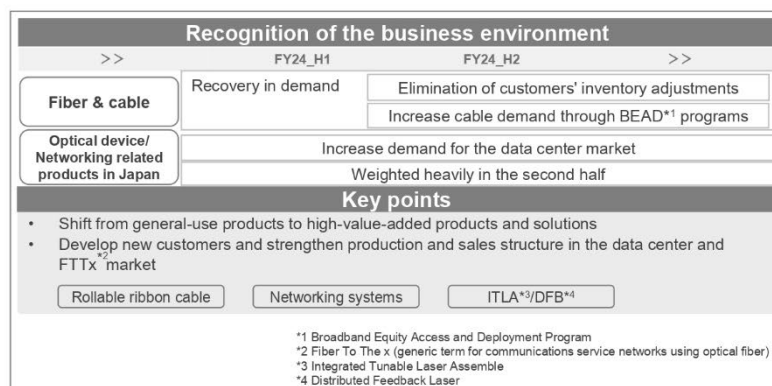 Recognition of the business environment
>> FY24_H1 FY24_H2 >>
Fiber & cable
Recovery in demand
Elimination of customers' inventory adjustments
Increase cable demand through BEAD*1 programs
Optical device/
Networking related
products in Japan
Increase demand for the data center market
Weighted heavily in the second half
Key points
• Shift from general-use products to high-value-added products and solutions
• Develop new customers and strengthen production and sales structure in the data center and
FTTx*2 market
Rollable ribbon cable Networking systems ITLA*3/DFB*4
*1 Broadband Equity Access and Deployment Program
*2 Fiber To The x (generic term for communications service networks using optical fiber)
*3 Integrated Tunable Laser Assemble
*4 Distributed Feedback Laser